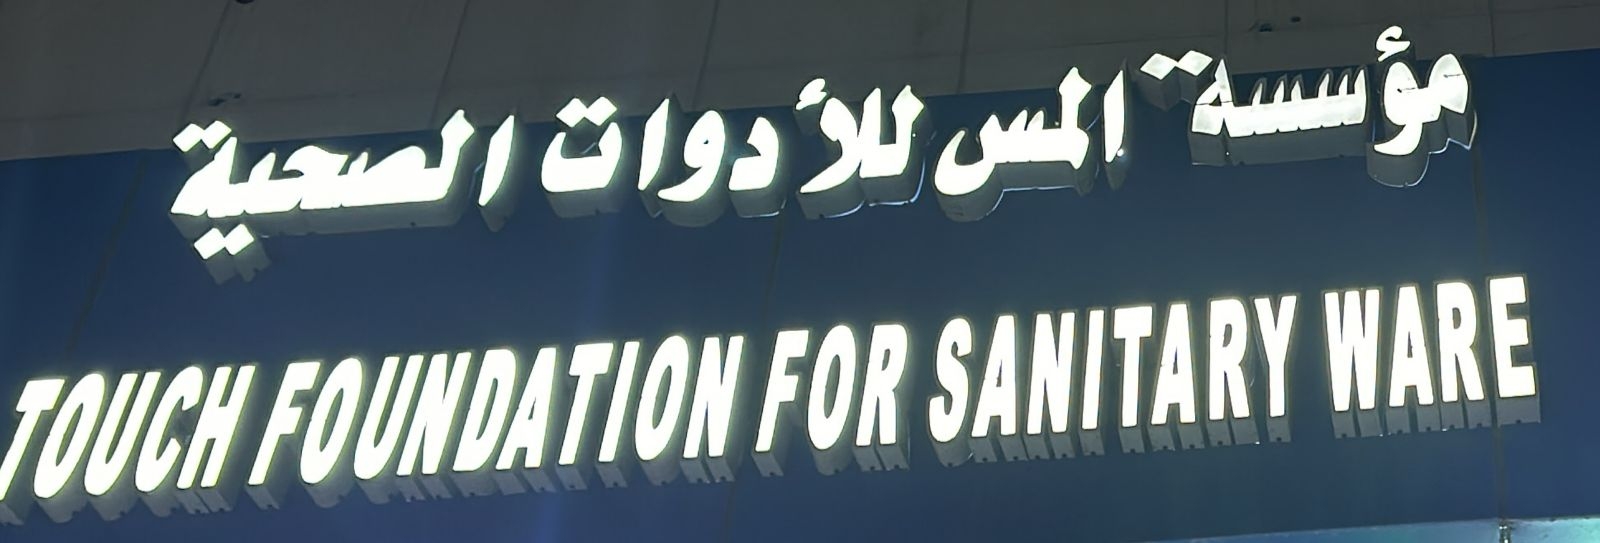 مؤسسة المس للأدوات الصحية
TOUCH FOUNDATION FOR SANITARY WARE